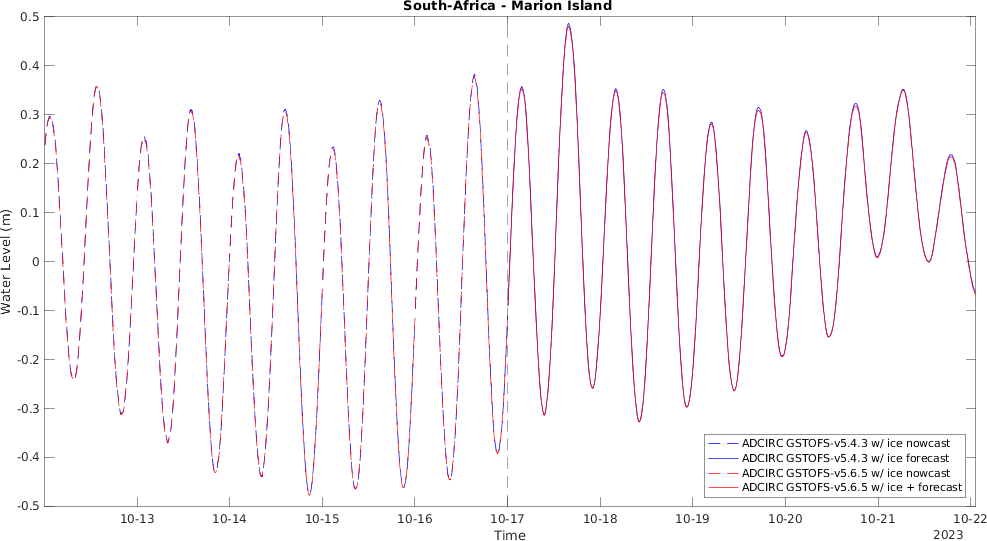 South-Africa - Marion Island
Water Level (m)
0.5
0.4
0.3
0.2
0.1
0
-0.1
-0.2
-0.3
-0.4
-0.5
ADCIRC GSTOFS-v5.4.3 w/ ice nowcast
ADCIRC GSTOFS-v5.4.3 w/ ice forecast
ADCIRC GSTOFS-v5.6.5 w/ ice nowcast
ADCIRC GSTOFS-v5.6.5 w/ ice + forecast
10-13 10-14 10-15 10-16 10-17 10-18 10-19 10-20 10-21 10-22
Time
2023